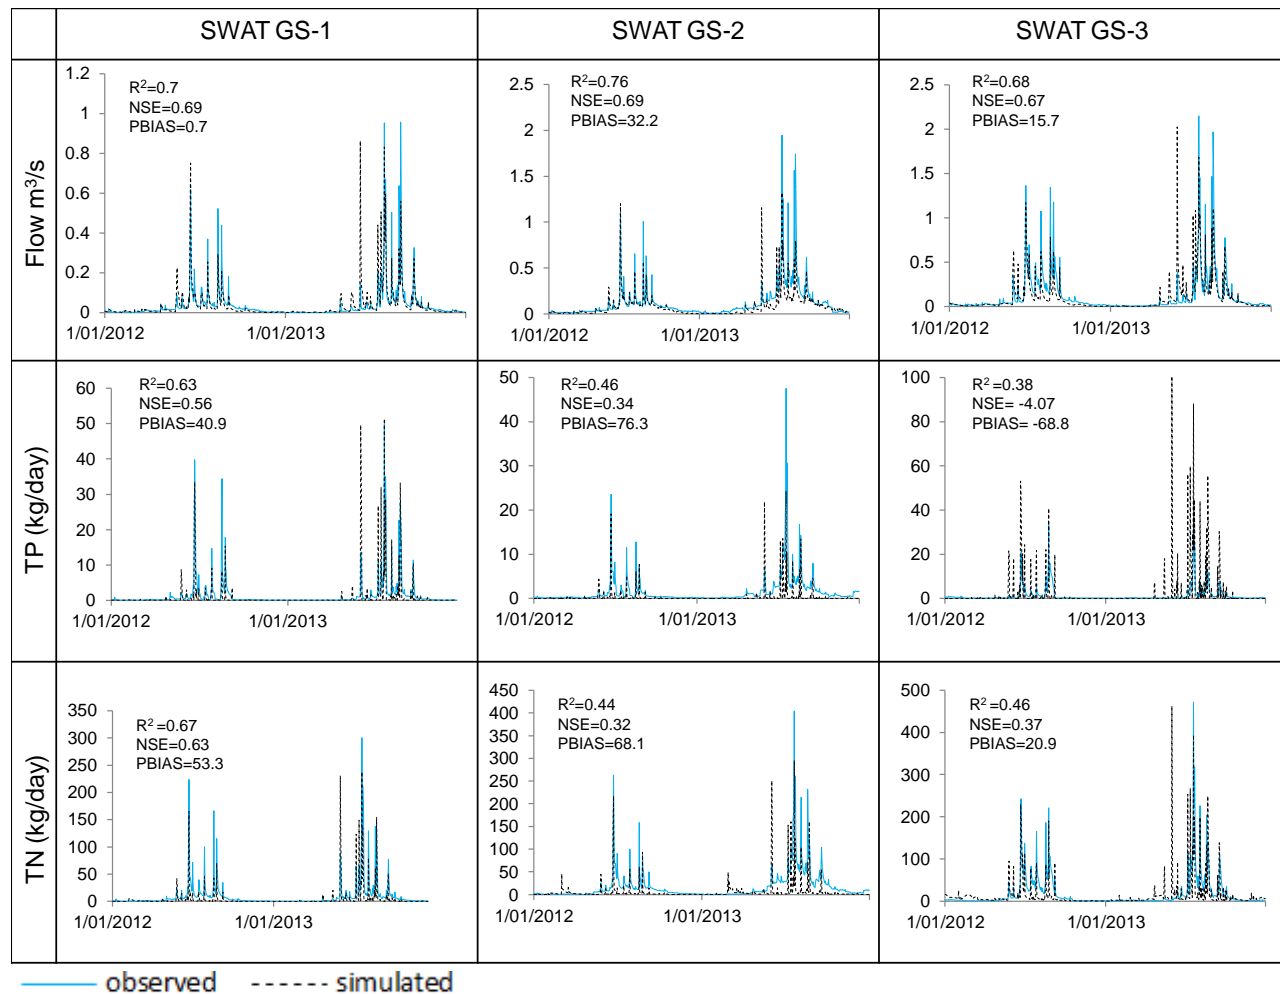 SWAT GS-1
SWAT GS-2
SWAT GS-3
Flow m³/s
R²=0.7
NSE=0.69
PBIAS=0.7
1.2
1
0.8
0.6
0.4
0.2
0
1/01/2012
1/01/2013
R²=0.76
NSE=0.69
PBIAS=32.2
2.5
2
1.5
1
0.5
0
1/01/2012
1/01/2013
R²=0.68
NSE=0.67
PBIAS=15.7
2.5
2
1.5
1
0.5
0
1/01/2012
1/01/2013
TP (kg/day)
R²=0.63
NSE=0.56
PBIAS=40.9
60
50
40
30
20
10
0
1/01/2012
1/01/2013
R²=0.46
NSE=0.34
PBIAS=76.3
50
40
30
20
10
0
1/01/2012
1/01/2013
R² =0.38
NSE= -4.07
PBIAS= -68.8
100
80
60
40
20
0
1/01/2012
1/01/2013
TN (kg/day)
R² =0.67
NSE=0.63
PBIAS=53.3
350
300
250
200
150
100
50
0
1/01/2012
1/01/2013
R²=0.44
NSE=0.32
PBIAS=68.1
450
400
350
300
250
200
150
100
50
0
1/01/2012
1/01/2013
R²=0.46
NSE=0.37
PBIAS=20.9
500
400
300
200
100
0
1/01/2012
1/01/2013
observed
simulated